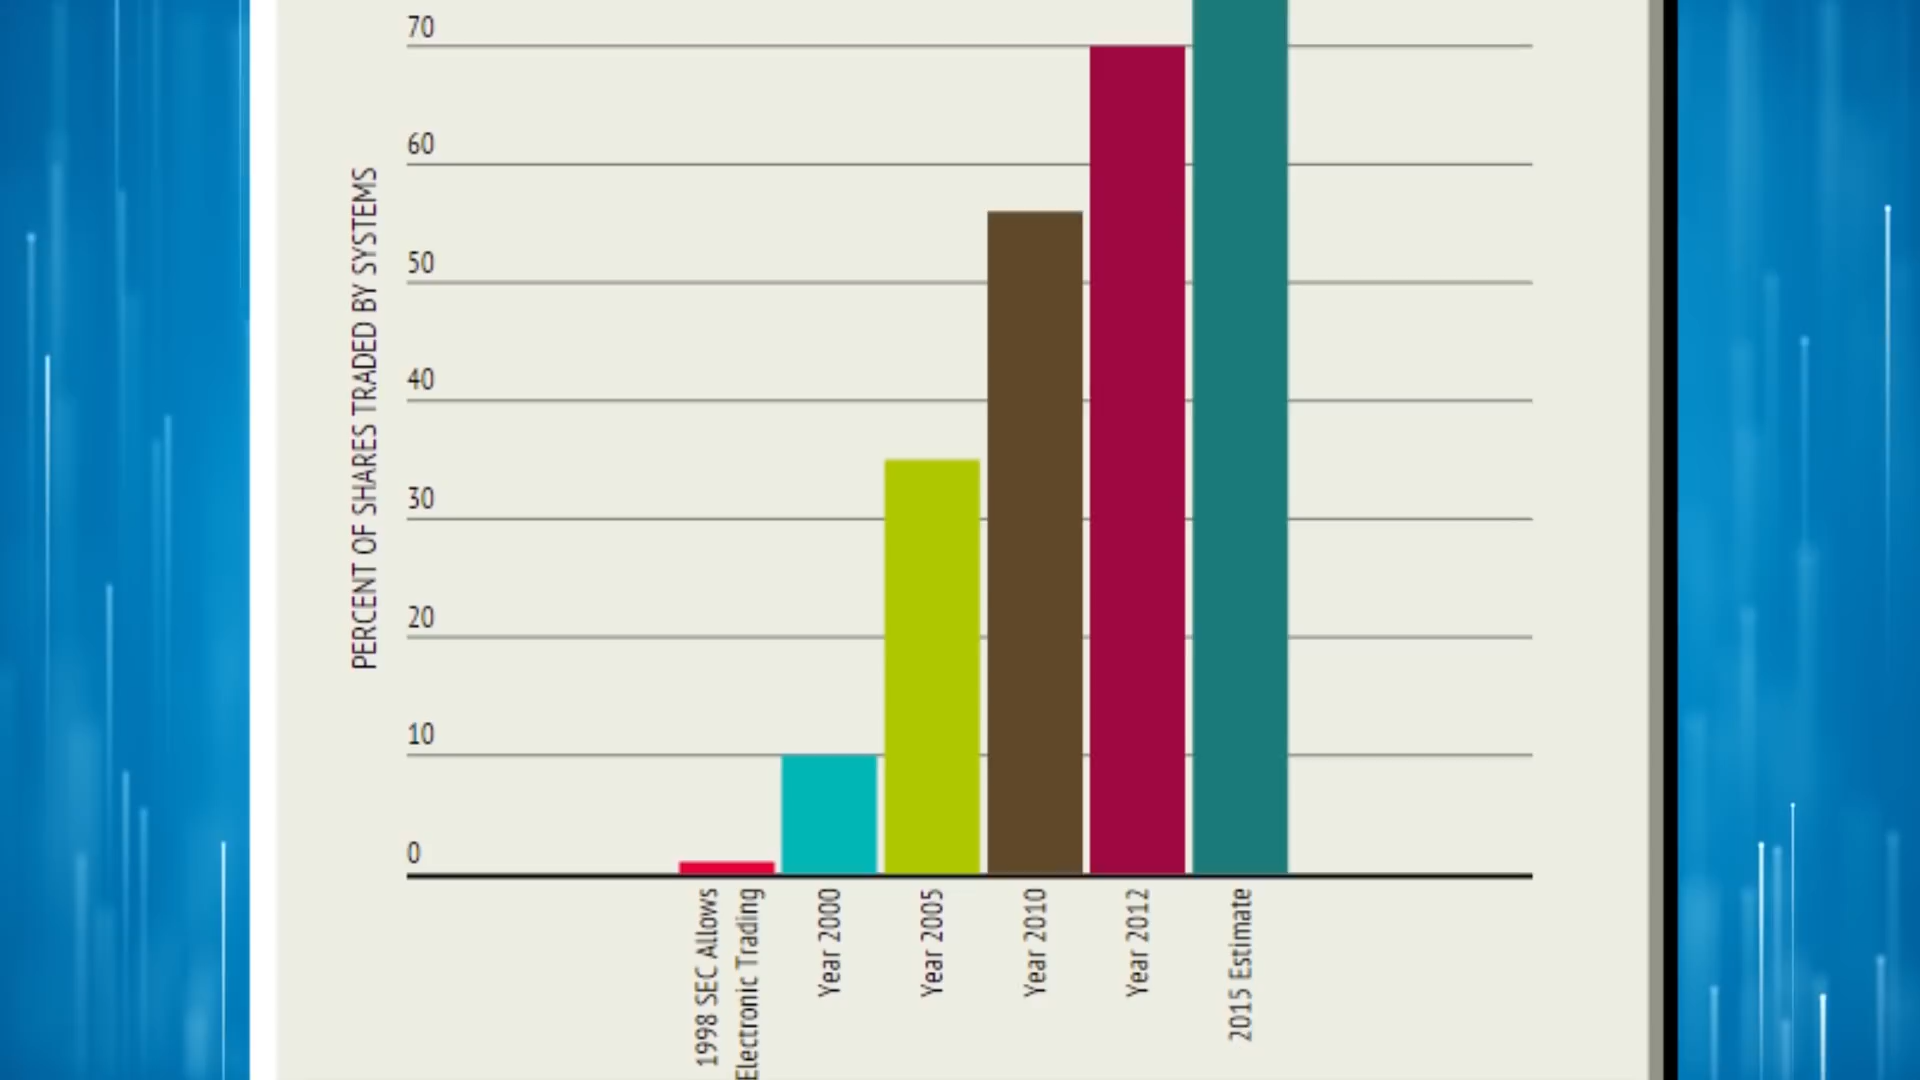 70
60
50
40
30
20
10
0
PERCENT OF SHARES TRADED BY SYSTEMS
1998 SEC Allows
Electronic Trading
Year 2000
Year 2005
Year 2010
Year 2012
2015 Estimate